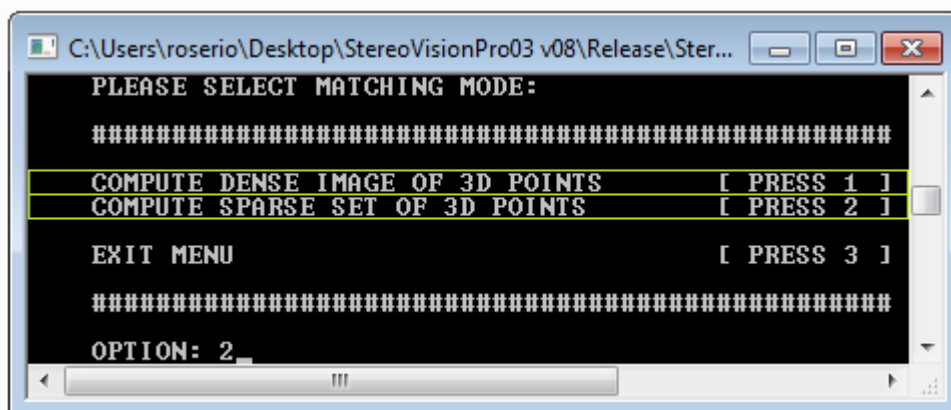 C:\Users\roserio\Desktop\StereoVisionPro03 v08\Release\Ster...
PLEASE SELECT MATCHING MODE:
##################################################
COMPUTE DENSE IMAGE OF 3D POINTS [ PRESS 1 ]
COMPUTE SPARSE SET OF 3D POINTS [ PRESS 2 ]
EXIT MENU [ PRESS 3 ]
##################################################
OPTION: 2_